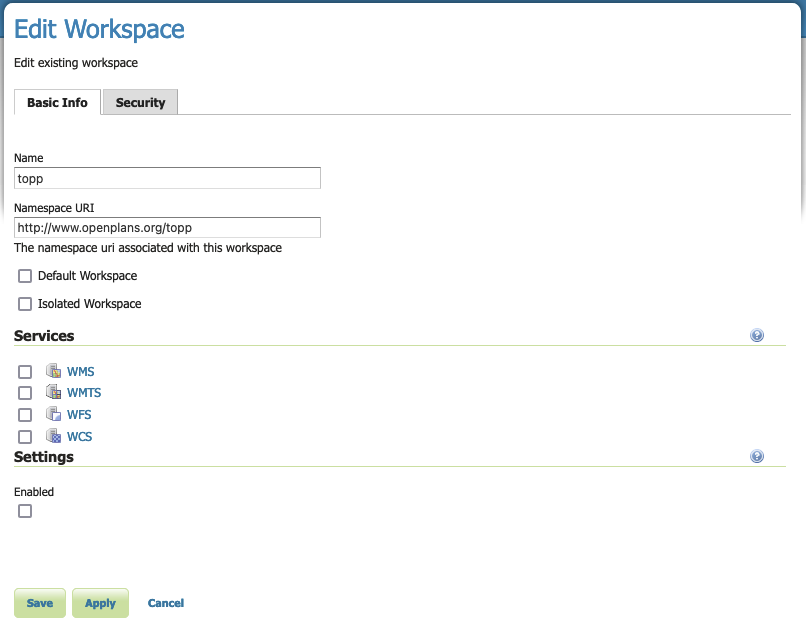 Edit Workspace
Edit existing workspace
Basic Info Security
Name
topp
Namespace URI
http://www.openplans.org/topp
The namespace uri associated with this workspace
Default Workspace
Isolated Workspace
Services
WMS
WMTS
WFS
WCS
Settings
Enabled
Save Apply Cancel